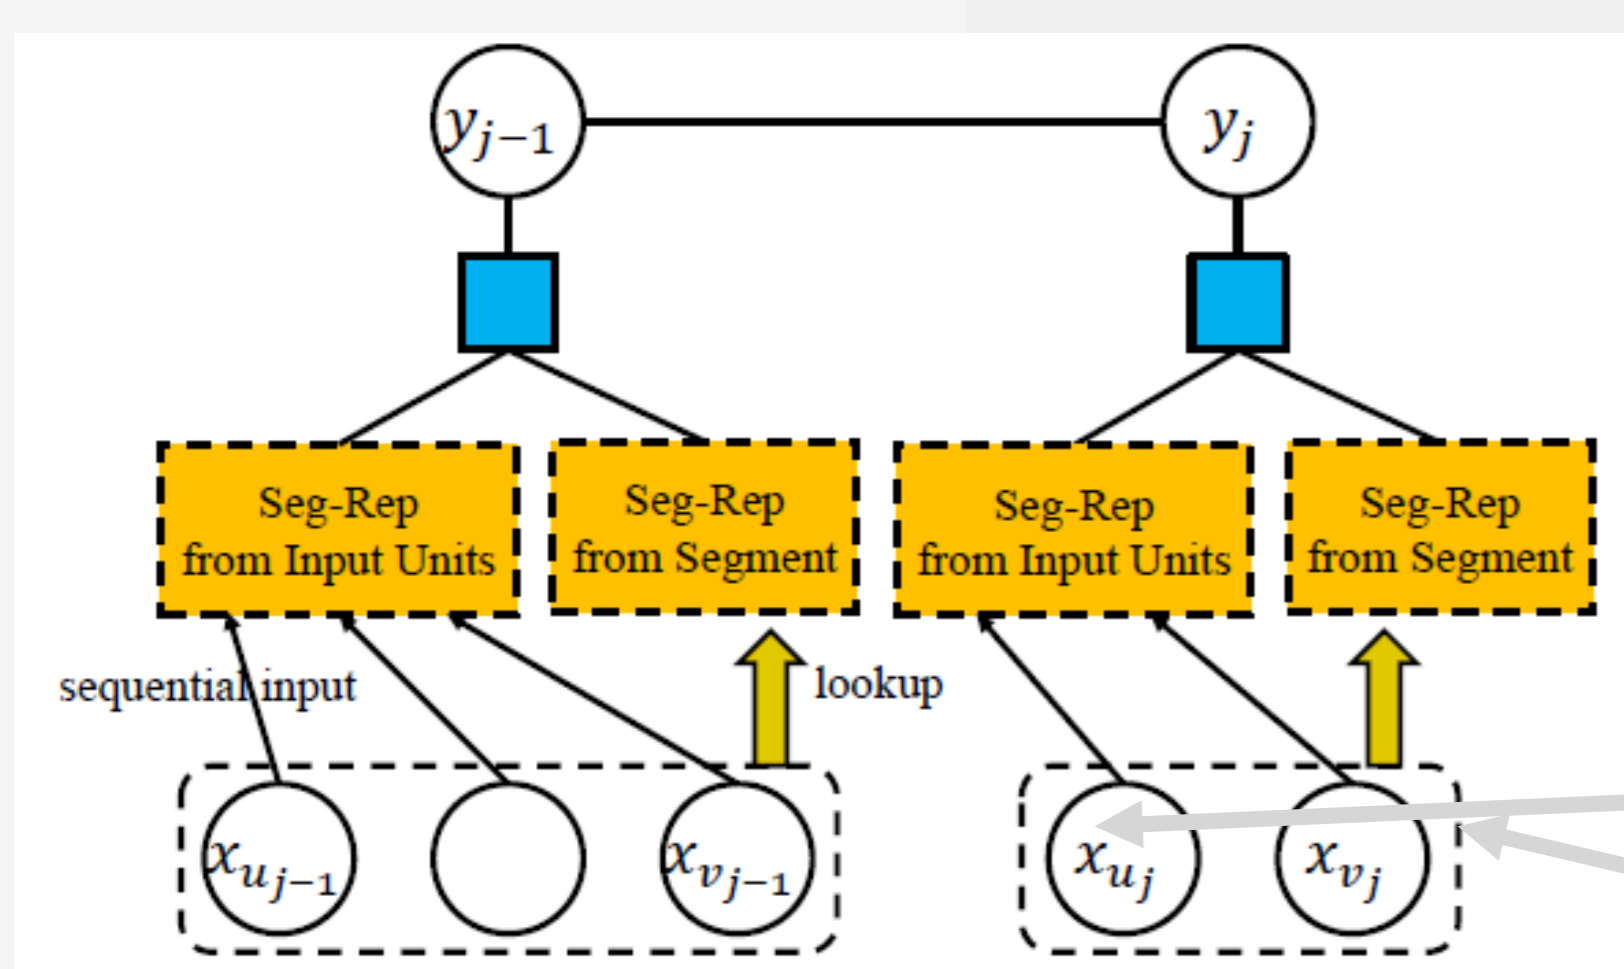 y_{j−1}
y_j
Seg-Rep
from Input Units
Seg-Rep
from Segment
Seg-Rep
from Input Units
Seg-Rep
from Segment
sequential input
lookup
x_{u_{j−1}}
x_{v_{j−1}}
x_{u_j}
x_{v_j}